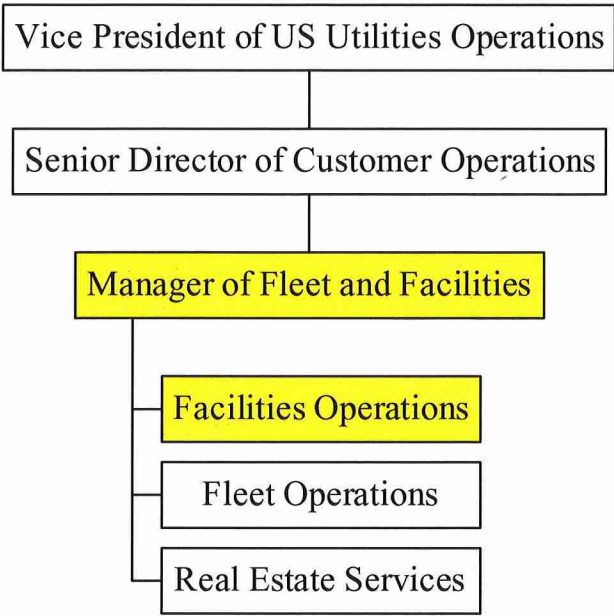 Vice President of US Utilities Operations
Senior Director of Customer Operations
Manager of Fleet and Facilities
Facilities Operations
Fleet Operations
Real Estate Services